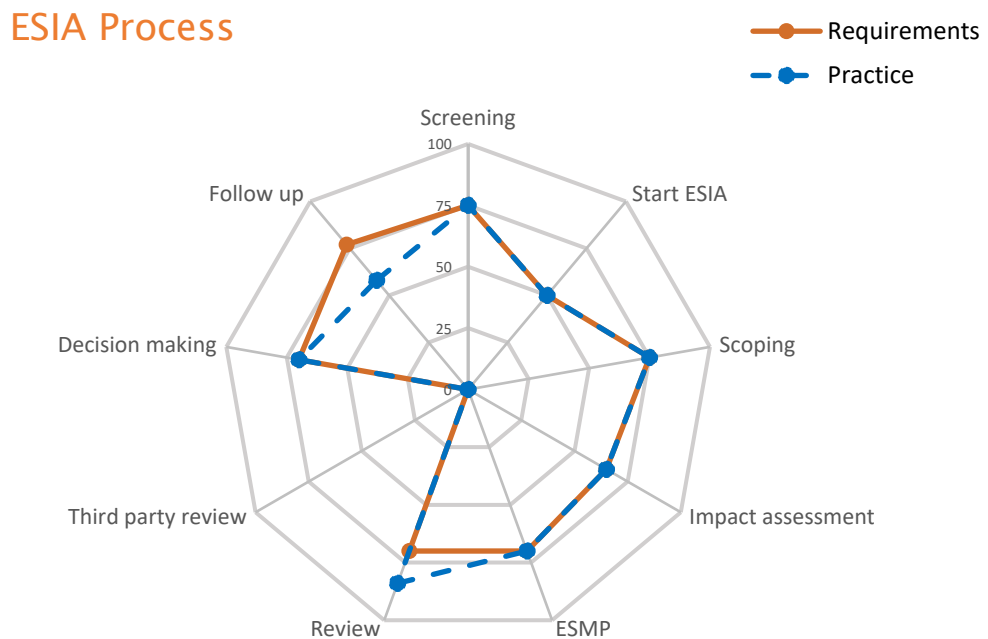 ESIA Process
Requirements
Practice
Screening
100
Follow up
Start ESIA
75
50
Decision making
Scoping
25
0
Third party review
Impact assessment
Review
ESMP